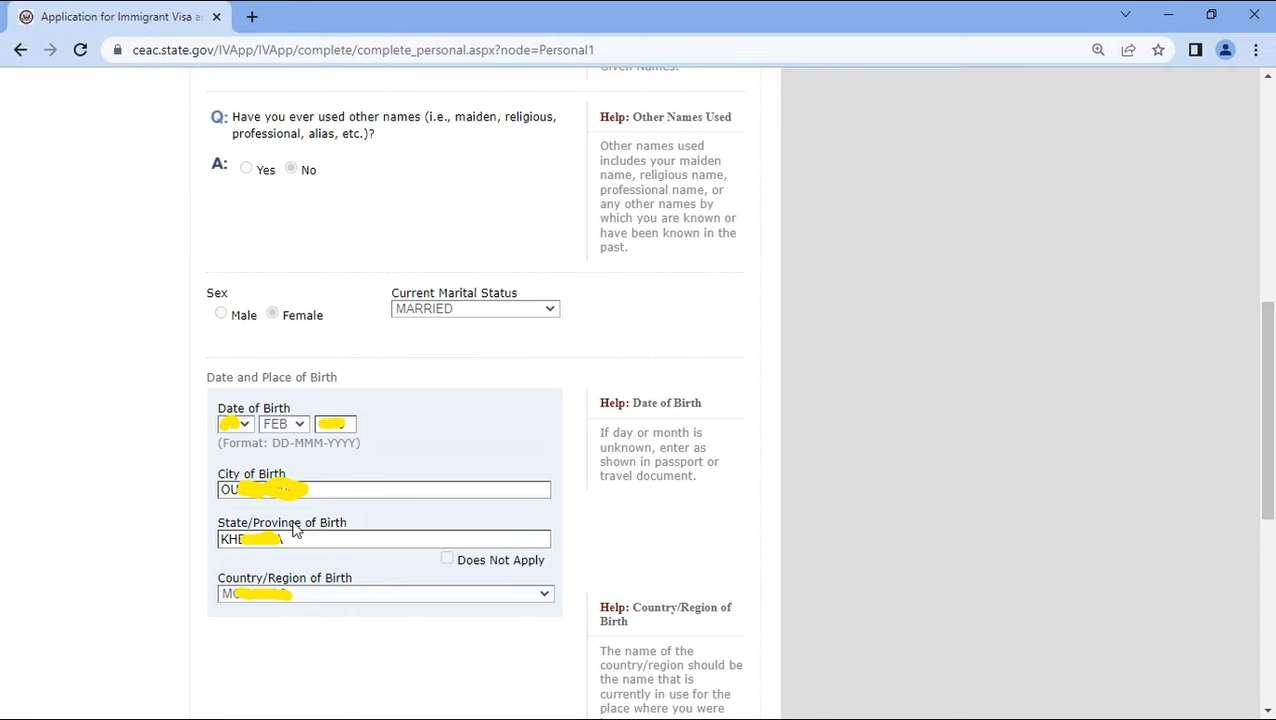 Application for Immigrant Visa a
ceac.state.gov/IVApp/IVApp/complete/complete_personal.aspx?node=Personal1
Given Names.
Q: Have you ever used other names (i.e., maiden, religious,
professional, alias, etc.)?
A: Yes No
Help: Other Names Used
Other names used
includes your maiden
name, religious name,
professional name, or
any other names by
which you are known or
have been known in the
past.
Sex
Male Female
Current Marital Status
MARRIED
Date and Place of Birth
Date of Birth
FEB
(Format: DD-MMM-YYYY)
City of Birth
State/Province of Birth
Does Not Apply
Country/Region of Birth
Help: Date of Birth
If day or month is
unknown, enter as
shown in passport or
travel document.
Help: Country/Region of
Birth
The name of the
country/region should be
the name that is
currently in use for the
place where you were